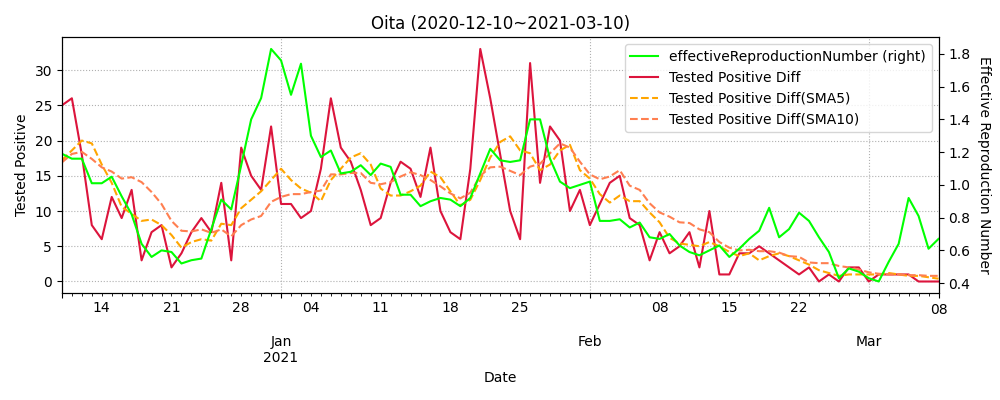 Oita (2020-12-10~2021-03-10)
effectiveReproductionNumber (right)
Tested Positive Diff
Tested Positive Diff(SMA5)
Tested Positive Diff(SMA10)
Tested Positive
30
25
20
15
10
5
0
1.8
1.6
1.4
1.2
1.0
0.8
0.6
0.4
Effective Reproduction Number
14 21 28 04 11 18 25 08 15 22 08
Jan Feb Mar
2021
Date